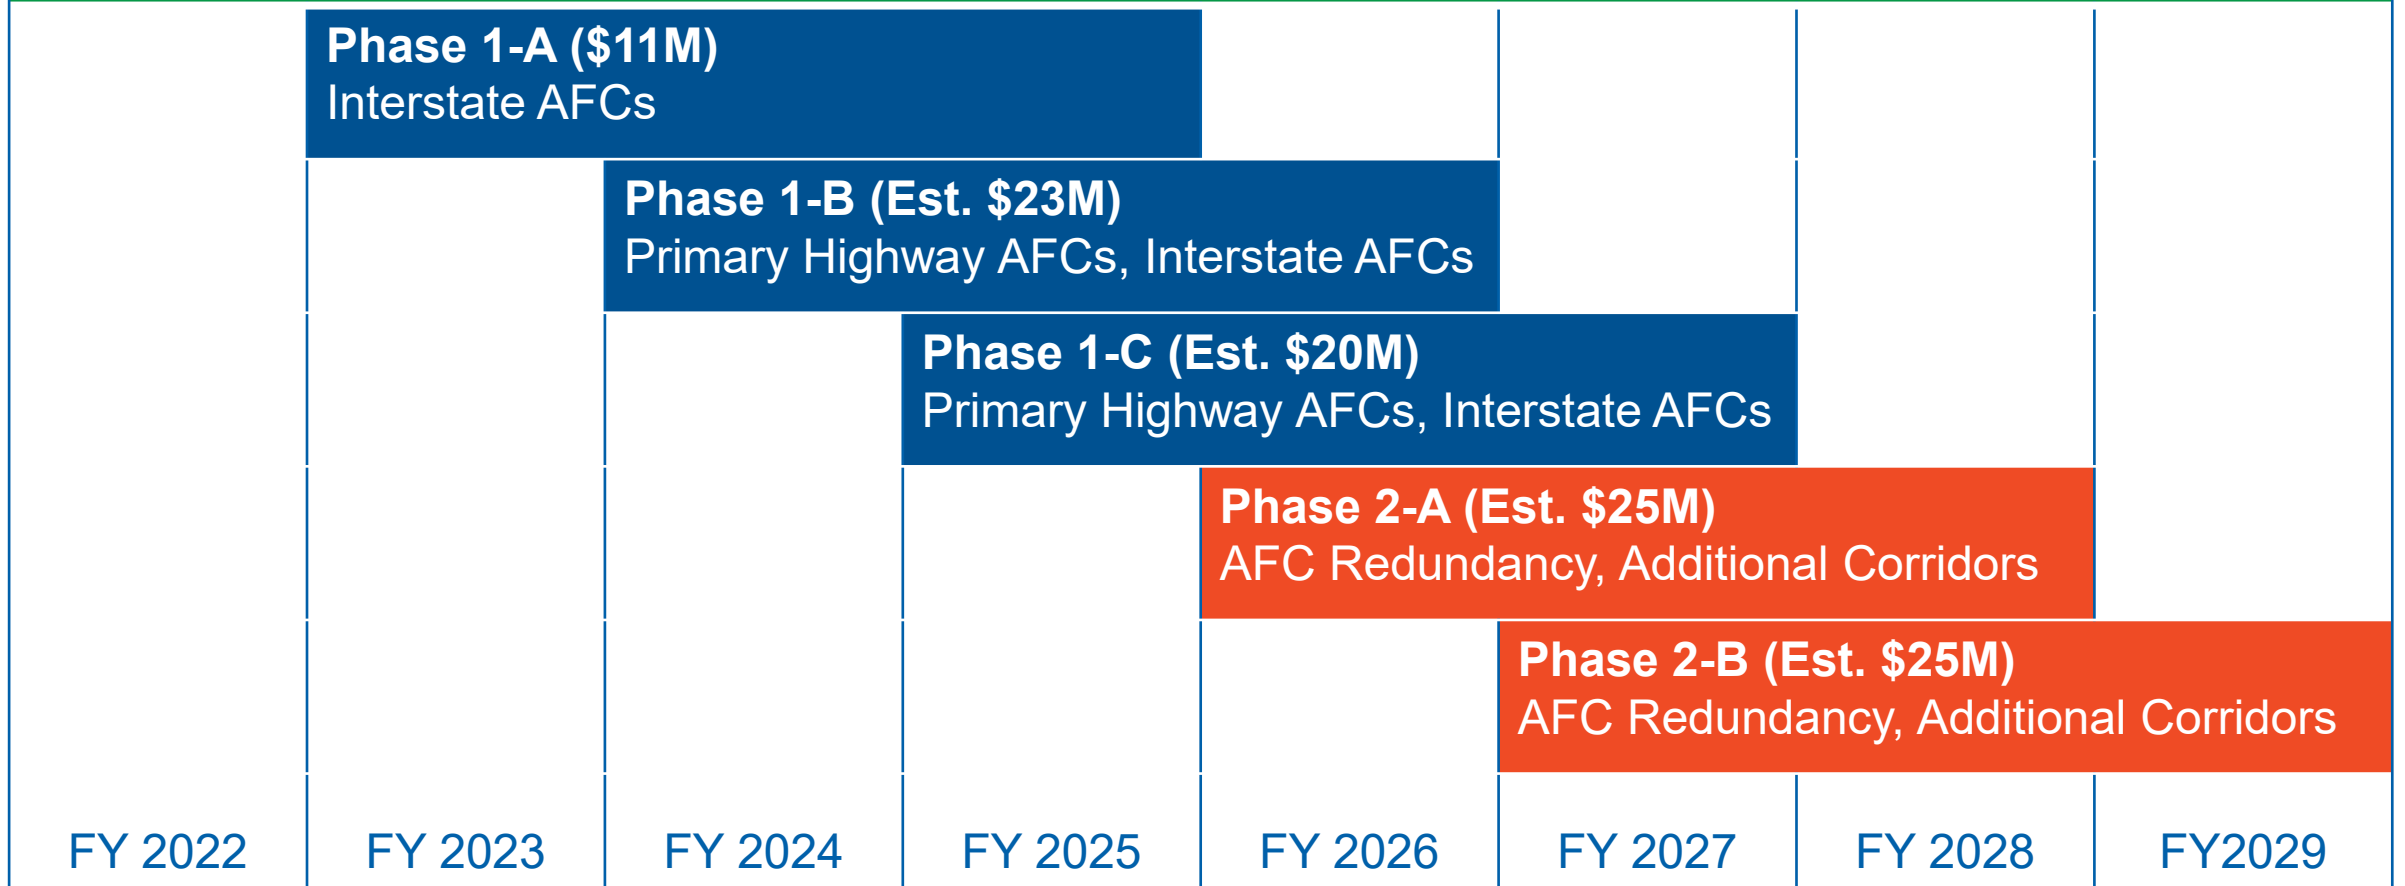 Phase 1-A ($11M)
Interstate AFCs
Phase 1-B (Est. $23M)
Primary Highway AFCs, Interstate AFCs
Phase 1-C (Est. $20M)
Primary Highway AFCs, Interstate AFCs
Phase 2-A (Est. $25M)
AFC Redundancy, Additional Corridors
Phase 2-B (Est. $25M)
AFC Redundancy, Additional Corridors
FY 2022 FY 2023 FY 2024 FY 2025 FY 2026 FY 2027 FY 2028 FY2029